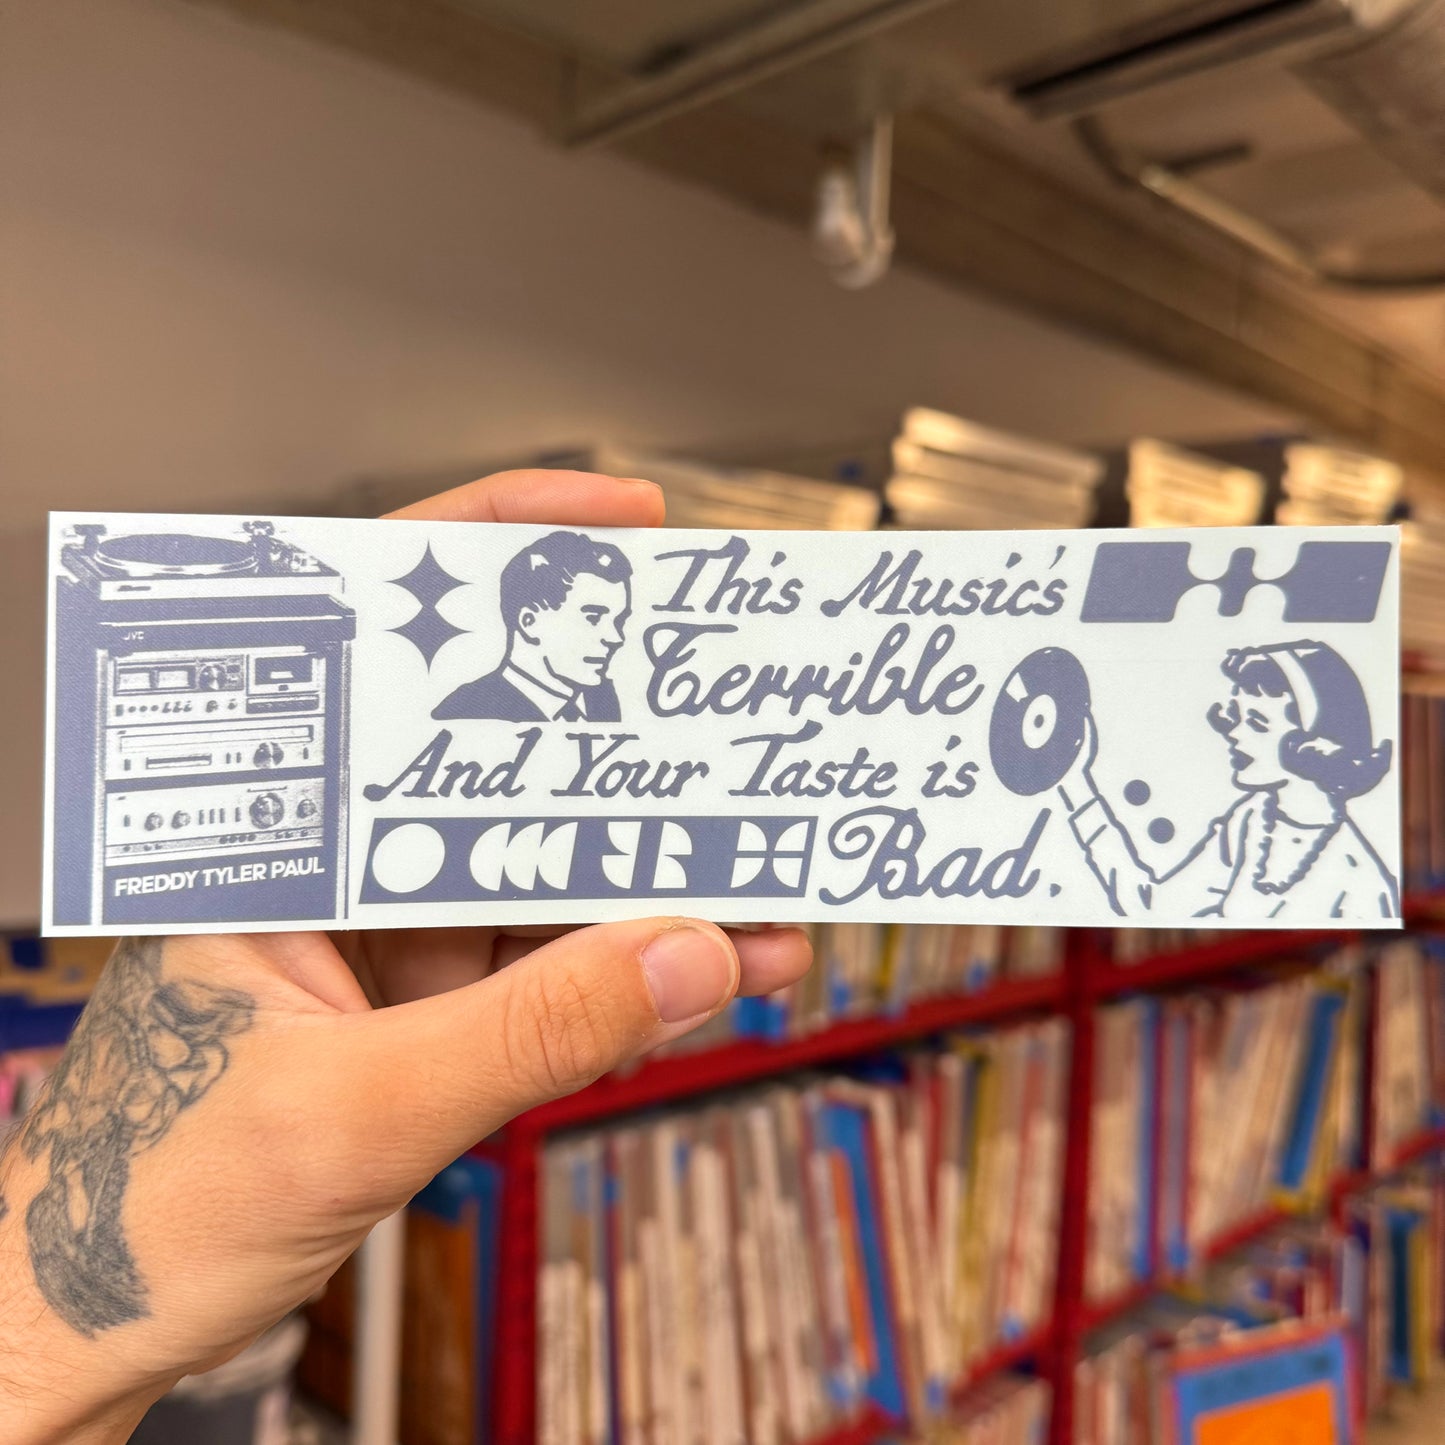 JVC
FREDDY TYLER PAUL
This Music's
Terrible
And Your Taste is
Bad.